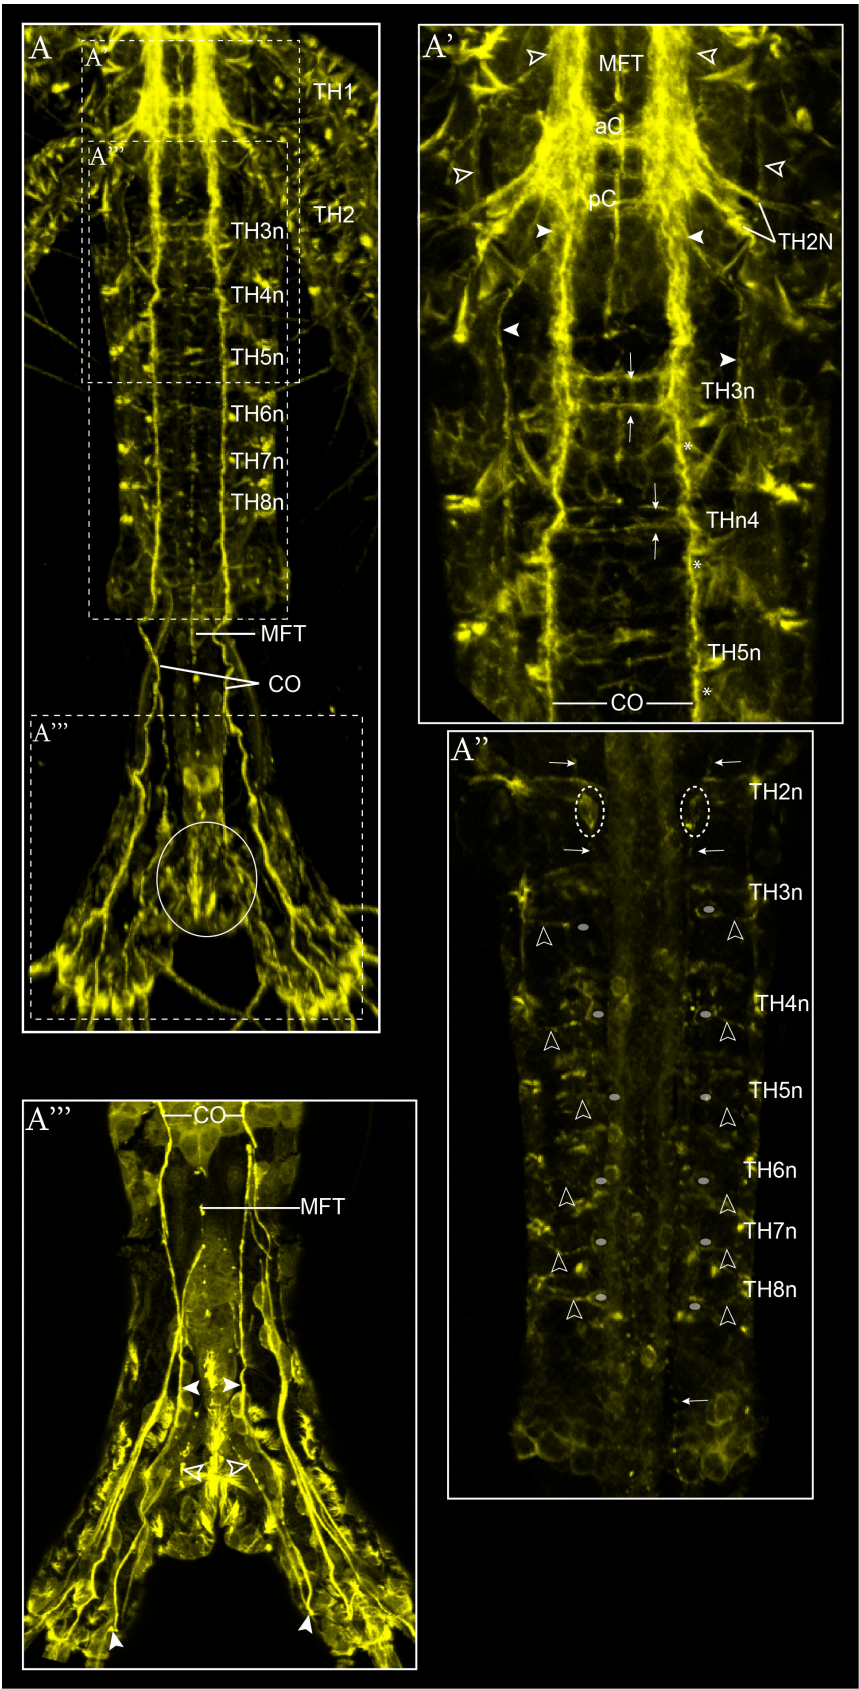 A
A'
TH1
A'''
TH2
TH3n
TH4n
TH5n
TH6n
TH7n
TH8n
MFT
CO
A'''
A'
MFT
aC
pC
TH2N
TH3n
*
THn4
*
TH5n
*
CO
A''
TH2n
TH3n
TH4n
TH5n
TH6n
TH7n
TH8n
A'''
CO
MFT